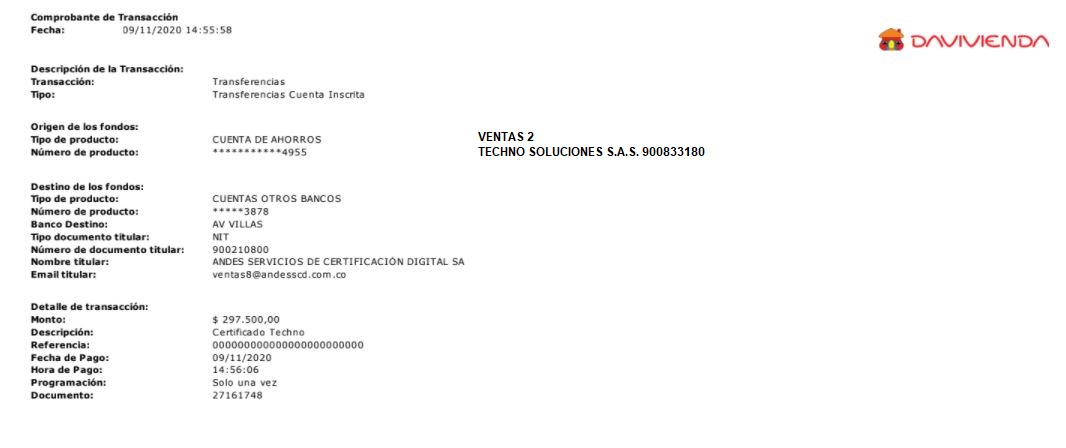 Comprobante de Transacción
Fecha: 09/11/2020 14:55:58
DAVIVIENDA
Descripción de la Transacción:
Transacción: Transferencias
Tipo: Transferencias Cuenta Inscrita
Origen de los fondos:
Tipo de producto: CUENTA DE AHORROS
Número de producto: ***********4955
VENTAS 2
TECHNO SOLUCIONES S.A.S. 900833180
Destino de los fondos:
Tipo de producto: CUENTAS OTROS BANCOS
Número de producto: *****3878
Banco Destino: AV VILLAS
Tipo documento titular: NIT
Número de documento titular: 900210800
Nombre titular: ANDES SERVICIOS DE CERTIFICACIÓN DIGITAL SA
Email titular: ventas8@andesscd.com.co
Detalle de transacción:
Monto: $ 297.500,00
Descripción: Certificado Techno
Referencia: 000000000000000000000000
Fecha de Pago: 09/11/2020
Hora de Pago: 14:56:06
Programación: Solo una vez
Documento: 27161748